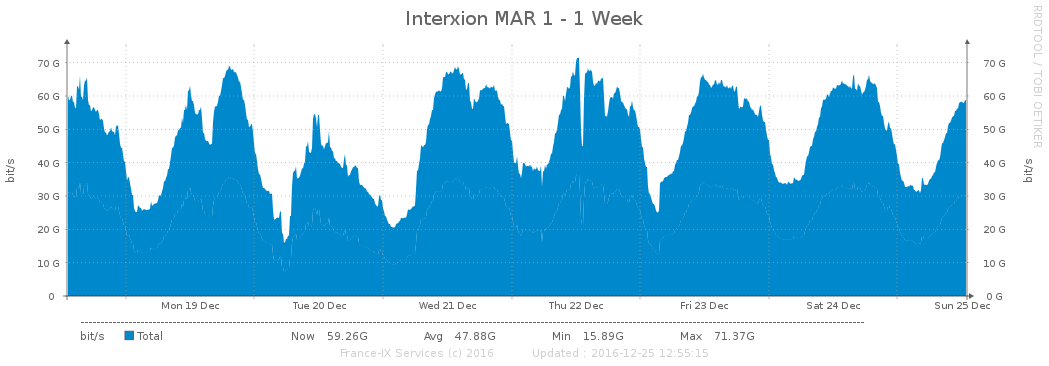 Interxion MAR 1 - 1 Week
RRDTOOL / TOBI OETIKER
bit/s
bit/s
70 G 70 G
60 G 60 G
50 G 50 G
40 G 40 G
30 G 30 G
20 G 20 G
10 G 10 G
0 0 G
Mon 19 Dec Tue 20 Dec Wed 21 Dec Thu 22 Dec Fri 23 Dec Sat 24 Dec Sun 25 Dec
bit/s Total Now 59.26G Avg 47.88G Min 15.89G Max 71.37G
France-IX Services (c) 2016 Updated : 2016-12-25 12:55:15